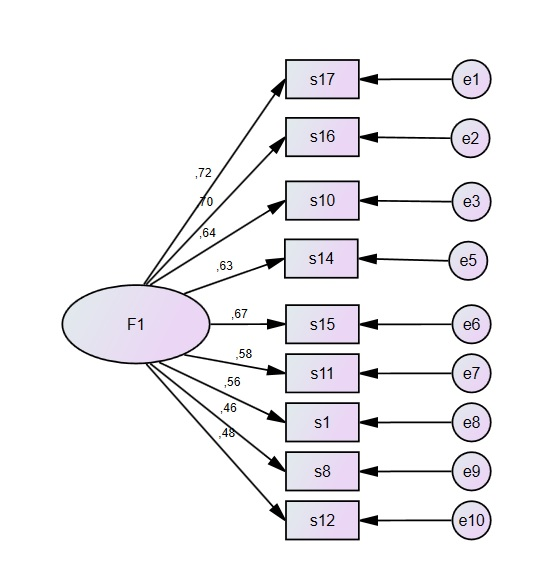 s17
e1
s16
e2
,72
,70
s10
e3
,64
,63
s14
e5
F1
,67
s15
e6
,58
s11
e7
,56
,46
s1
e8
,48
s8
e9
s12
e10